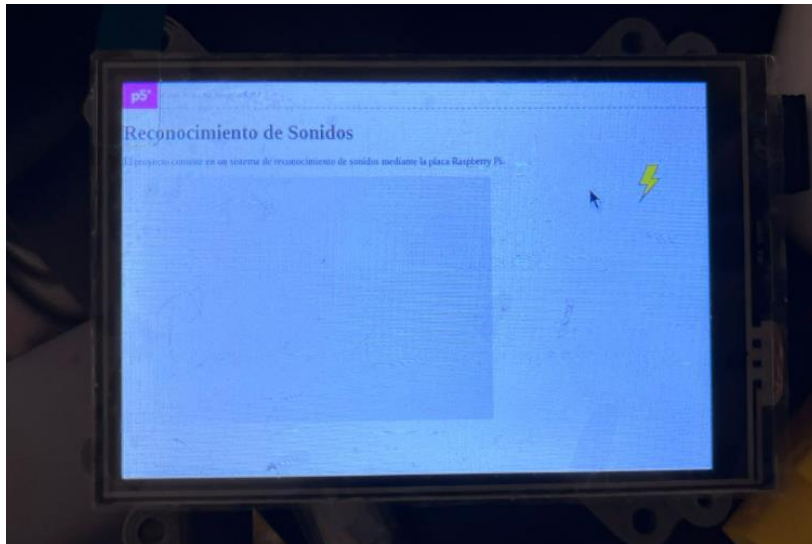 p5*
Reconocimiento de Sonidos
El proyecto consiste en un sistema de reconocimiento de sonidos mediante la placa Raspberry Pi.